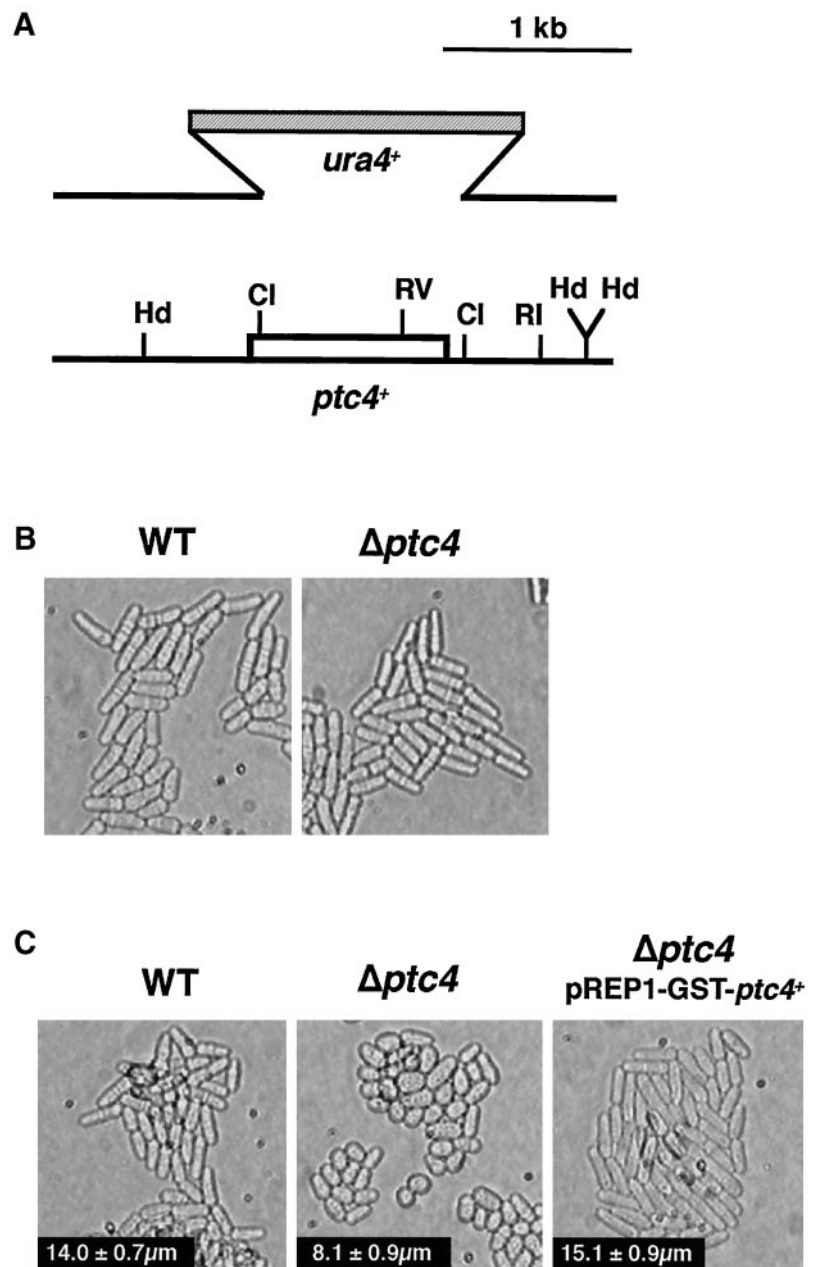 A
1 kb
ura4+
Hd
Cl
RV
Cl
RI
Hd Hd
ptc4+
B
WT
Δptc4
C
WT
Δptc4
Δptc4
pREP1-GST-ptc4+
14.0 ± 0.7μm
8.1 ± 0.9μm
15.1 ± 0.9μm